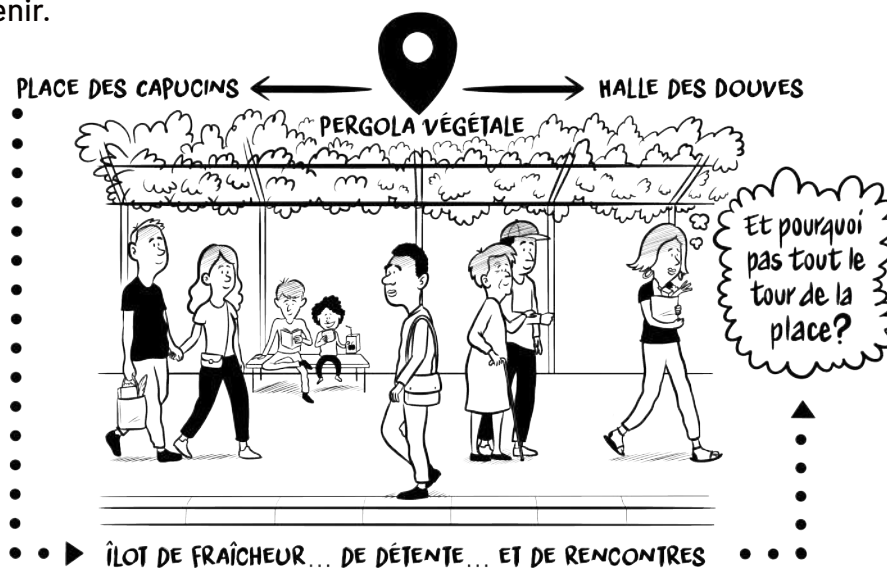 enir.
PLACE DES CAPUCINS
HALLE DES DOUVES
PERGOLA VÉGÉTALE
Et pourquoi
pas tout le
tour de la
place?
ÎLOT DE FRAÎCHEUR... DE DÉTENTE... ET DE RENCONTRES